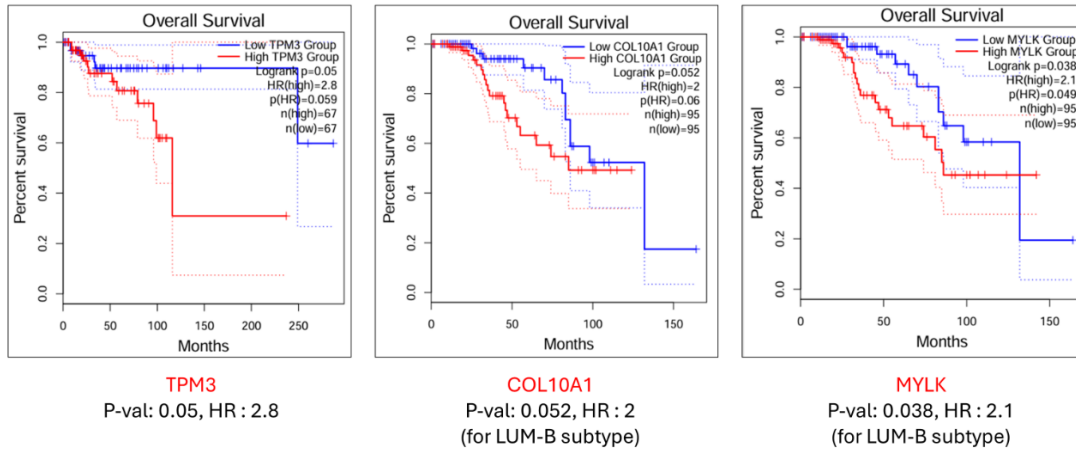 Overall Survival
Low TPM3 Group
High TPM3 Group
Logrank p=0.05
HR(high)=2.8
p(HR)=0.059
n(high)=67
n(low)=67
Percent survival
1.0
0.8
0.6
0.4
0.2
0.0
0 50 100 150 200 250
Months
TPM3
P-val: 0.05, HR : 2.8
Overall Survival
Low COL10A1 Group
High COL10A1 Group
Logrank p=0.052
HR(high)=2
p(HR)=0.06
n(high)=95
n(low)=95
Percent survival
1.0
0.8
0.6
0.4
0.2
0.0
0 50 100 150
Months
COL10A1
P-val: 0.052, HR : 2
(for LUM-B subtype)
Overall Survival
Low MYLK Group
High MYLK Group
Logrank p=0.038
HR(high)=2.1
p(HR)=0.049
n(high)=95
n(low)=95
Percent survival
1.0
0.8
0.6
0.4
0.2
0.0
0 50 100 150
Months
MYLK
P-val: 0.038, HR : 2.1
(for LUM-B subtype)